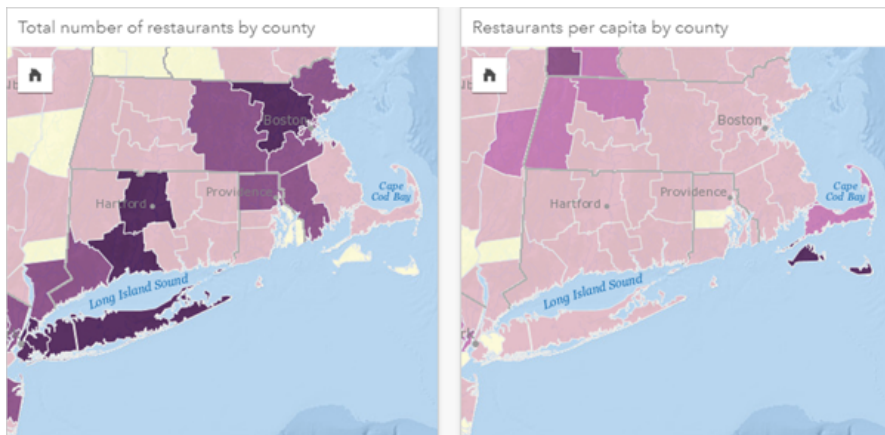 Total number of restaurants by county
Boston
Cape
Cod Bay
Providence
Hartford
Long Island Sound
Restaurants per capita by county
Boston
Cape
Cod Bay
Providence
Hartford
Long Island Sound